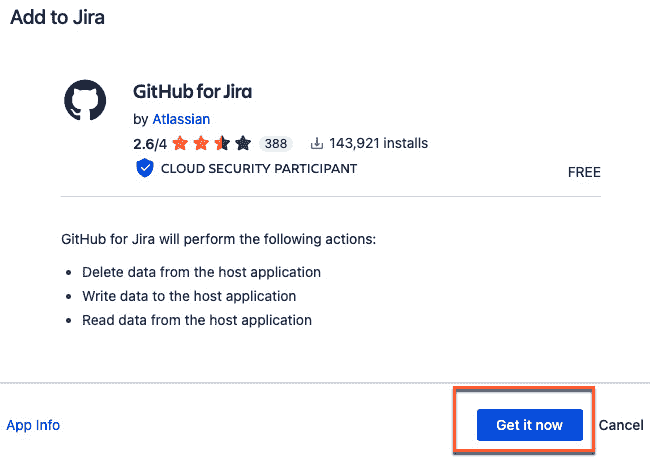 Add to Jira
GitHub for Jira
by Atlassian
2.6/4 388 143,921 installs
CLOUD SECURITY PARTICIPANT
FREE
GitHub for Jira will perform the following actions:
• Delete data from the host application
• Write data to the host application
• Read data from the host application
App Info Get it now Cancel